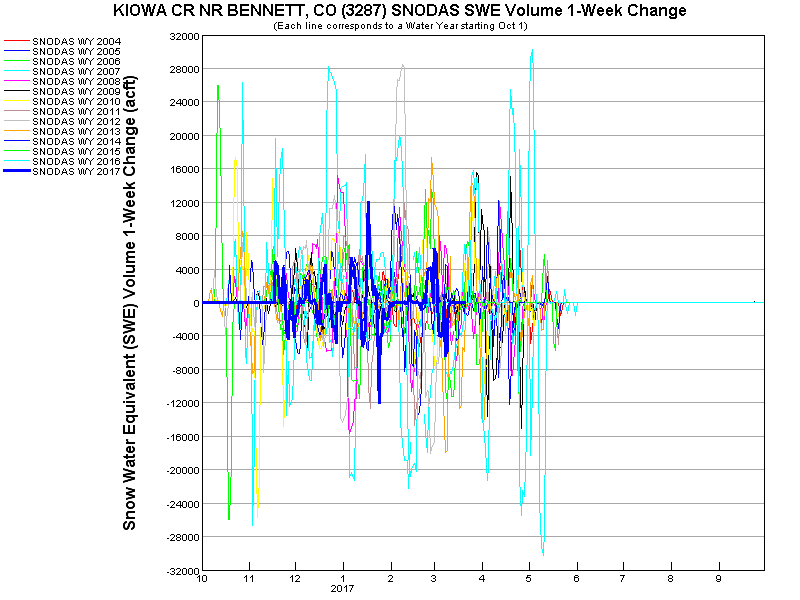 KIOWA CR NR BENNETT, CO (3287) SNODAS SWE Volume 1-Week Change
(Each line corresponds to a Water Year starting Oct 1)
SNODAS WY 2004
SNODAS WY 2005
SNODAS WY 2006
SNODAS WY 2007
SNODAS WY 2008
SNODAS WY 2009
SNODAS WY 2010
SNODAS WY 2011
SNODAS WY 2012
SNODAS WY 2013
SNODAS WY 2014
SNODAS WY 2015
SNODAS WY 2016
SNODAS WY 2017
Snow Water Equivalent (SWE) Volume 1-Week Change (acft)
32000
28000
24000
20000
16000
12000
8000
4000
0
-4000
-8000
-12000
-16000
-20000
-24000
-28000
-32000
10 11 12 1 2 3 4 5 6 7 8 9
2017